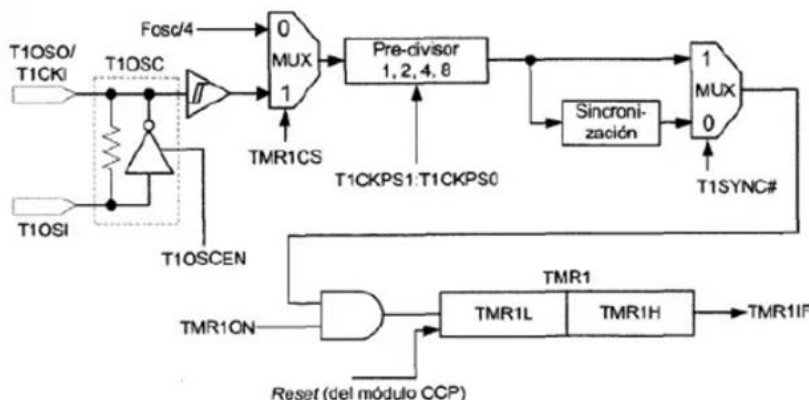 Fosc/4
T1OSO/
T1CKI
T1OSC
0
MUX
1
Pre-divisor
1, 2, 4, 8
1
MUX
0
Sincroni-
zación
TMR1CS
T1CKPS1:T1CKPS0
T1SYNC#
T1OSI
T1OSCEN
TMR1
TMR1ON
TMR1L
TMR1H
TMR1IF
Reset (del módulo CCP)